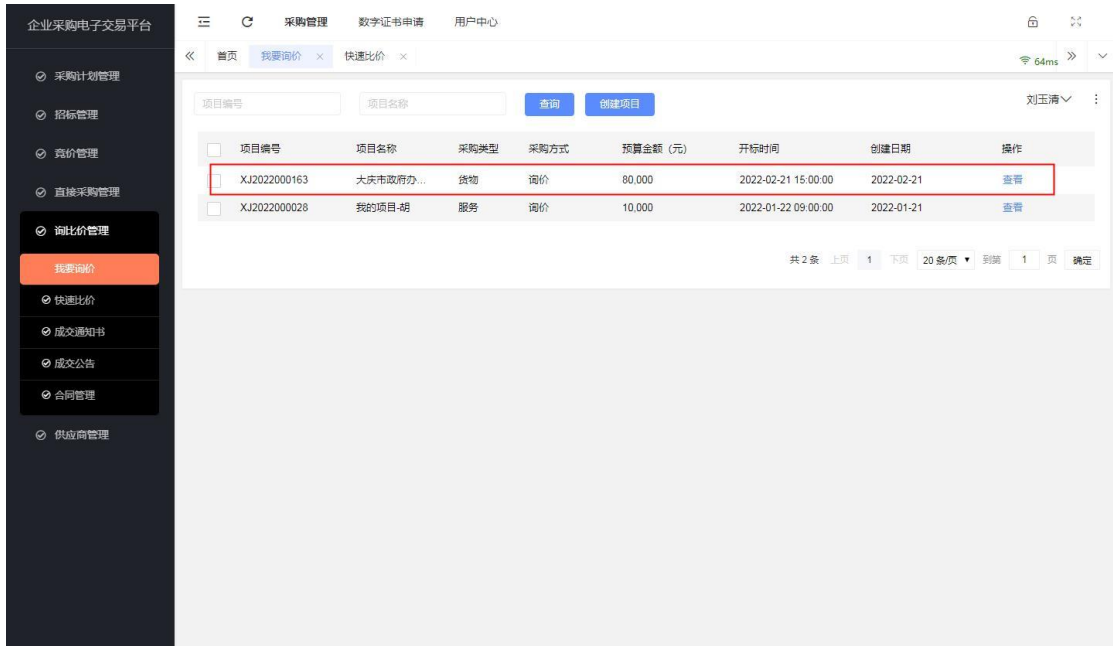 企业采购电子交易平台
采购管理 数字证书申请 用户中心
首页 我要询价 × 快速比价 × 64ms
采购计划管理
招标管理
竞价管理
直接采购管理
询比价管理
我要询价
快速比价
成交通知书
成交公告
合同管理
供应商管理
项目编号 项目名称 查询 创建项目 刘玉清
项目编号 项目名称 采购类型 采购方式 预算金额（元） 开标时间 创建日期 操作
XJ2022000163 大庆市政府办... 货物 询价 80,000 2022-02-21 15:00:00 2022-02-21 查看
XJ2022000028 我的项目-胡 服务 询价 10,000 2022-01-22 09:00:00 2022-01-21 查看
共 2 条 上页 1 下页 20 条/页 到第 1 页 确定